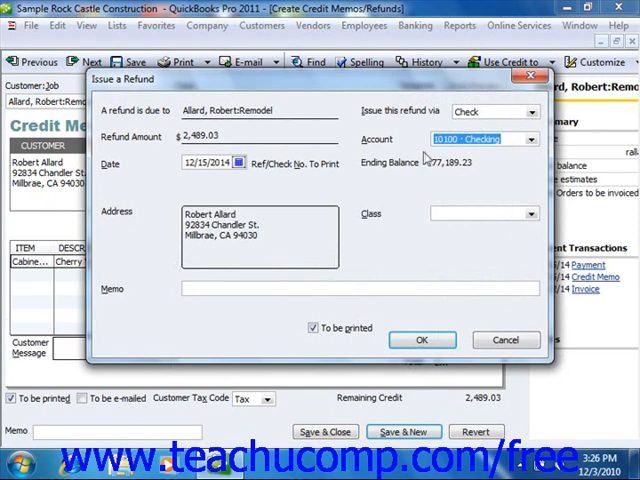 Sample Rock Castle Construction - QuickBooks Pro 2011 - [Create Credit Memos/Refunds]
File Edit View Lists Company Customers Vendors Employees Banking Reports Online Services Window Help
Previous Next Save Print E-mail Find Spelling History Use Credit to Customize
Issue a Refund
A refund is due to Allard, Robert:Remodel Issue this refund via Check
Refund Amount $ 2,489.03 Account 10100 · Checking
Date 12/15/2014 Ref/Check No. To Print Ending Balance 77,189.23
Address
Robert Allard
92834 Chandler St.
Millbrae, CA 94030
Class
Memo
To be printed
OK Cancel
Customer:Job
Allard, Robert:Remodel
Credit Me
CUSTOMER
Robert Allard
92834 Chandler St.
Millbrae, CA 940
ITEM DESCR
Cabine... Cherry
Customer
Message
To be printed To be e-mailed Customer Tax Code Tax Remaining Credit 2,489.03
Memo Save & Close Save & New Revert
ard, Robert:Remo
mmary
balance
estimates
Orders to be invoiced
ent Transactions
/14 Payment
/14 Credit Memo
/14 Invoice
www.teachucomp.com/free
3:26 PM
12/3/2010